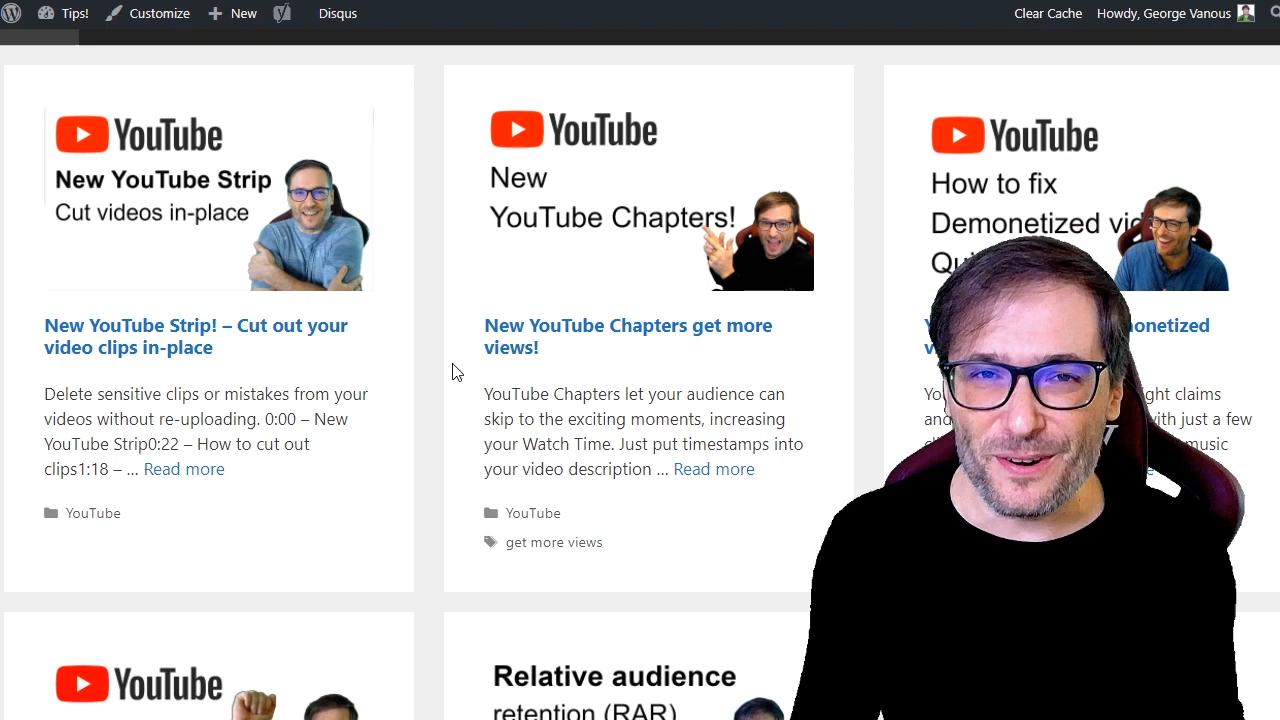 Tips! Customize New Disqus Clear Cache Howdy, George Vanous
YouTube
New YouTube Strip
Cut videos in-place
New YouTube Strip! – Cut out your
video clips in-place
Delete sensitive clips or mistakes from your
videos without re-uploading. 0:00 – New
YouTube Strip0:22 – How to cut out
clips1:18 – ... Read more
YouTube
YouTube
New
YouTube Chapters!
New YouTube Chapters get more
views!
YouTube Chapters let your audience can
skip to the exciting moments, increasing
your Watch Time. Just put timestamps into
your video description ... Read more
YouTube
get more views
YouTube
How to fix
Demonetized
claims
and with just a few
music
YouTube
Relative audience
retention (RAR)